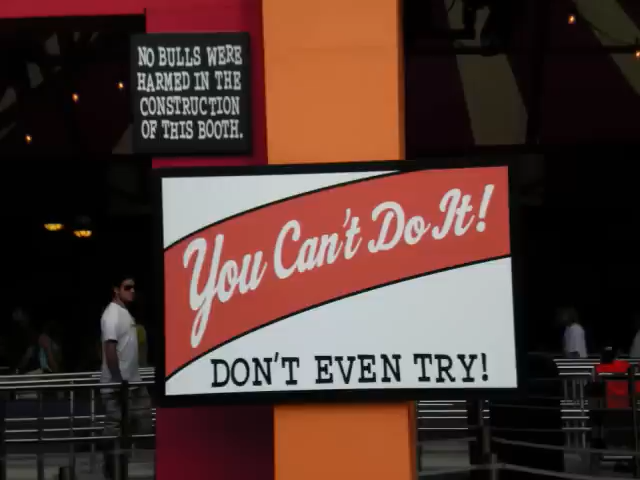 NO BULLS WERE
HARMED IN THE
CONSTRUCTION
OF THIS BOOTH.
You Can't Do It!
DON'T EVEN TRY!